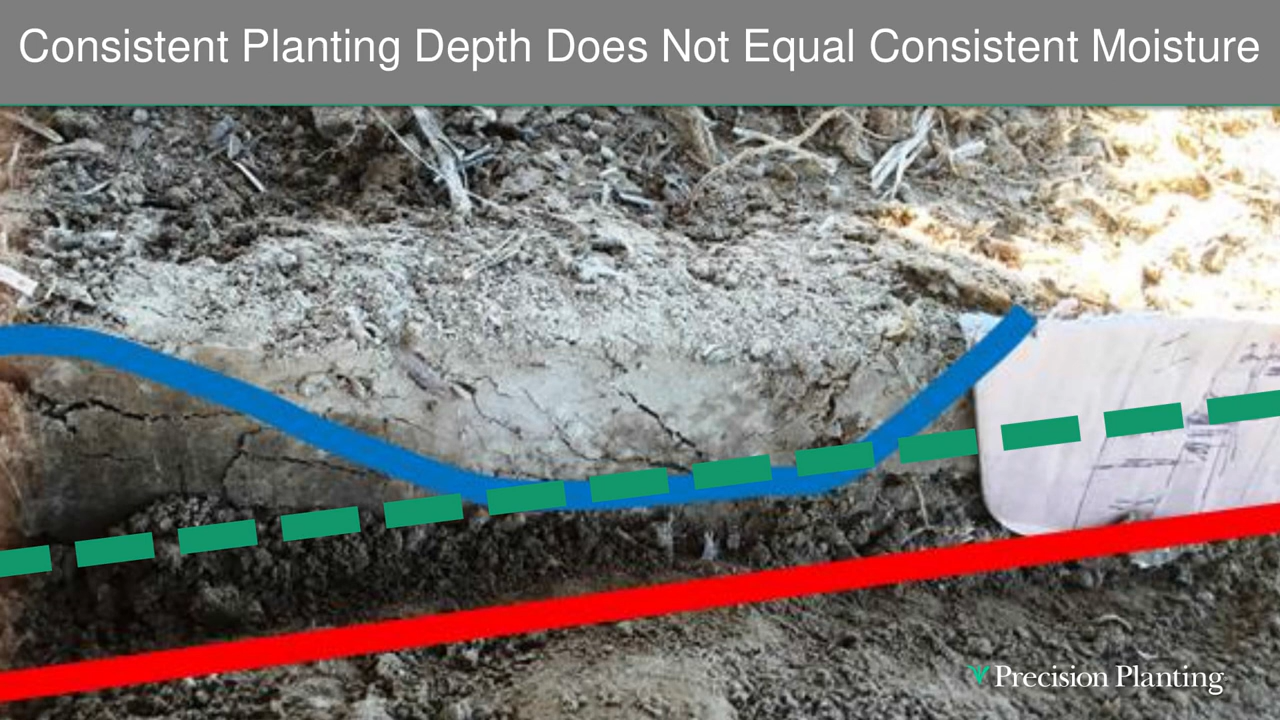 Consistent Planting Depth Does Not Equal Consistent Moisture
Precision Planting